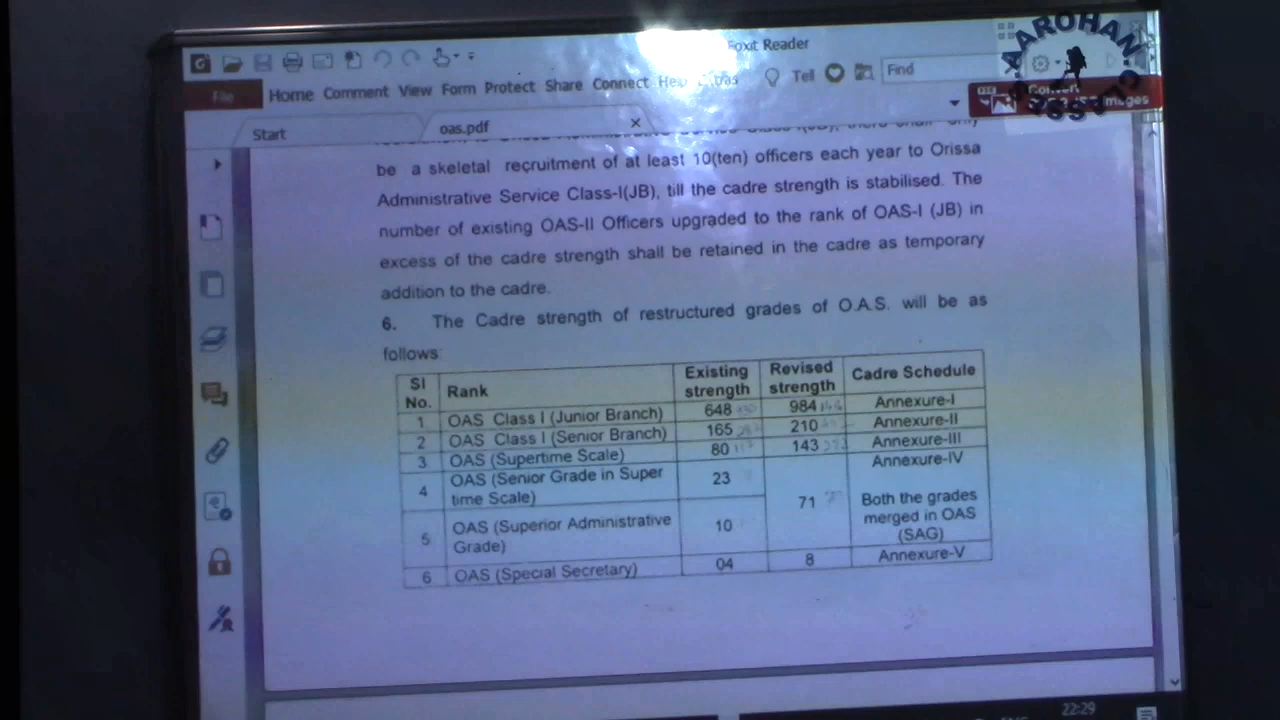 Foxit Reader
File Home Comment View Form Protect Share Connect Help Extras Tell Find
Convert
Images
Start oas.pdf
be a skeletal recruitment of at least 10(ten) officers each year to Orissa
Administrative Service Class-I(JB), till the cadre strength is stabilised. The
number of existing OAS-II Officers upgraded to the rank of OAS-I (JB) in
excess of the cadre strength shall be retained in the cadre as temporary
addition to the cadre.
6. The Cadre strength of restructured grades of O.A.S. will be as
follows:
Sl No. Rank Existing strength Revised strength Cadre Schedule
1 OAS Class I (Junior Branch) 648 984 Annexure-I
2 OAS Class I (Senior Branch) 165 210 Annexure-II
3 OAS (Supertime Scale) 80 143 Annexure-III
4 OAS (Senior Grade in Super time Scale) 23 71 Annexure-IV
5 OAS (Superior Administrative Grade) 10 Both the grades merged in OAS (SAG)
6 OAS (Special Secretary) 04 8 Annexure-V
22:29
AAROHAN